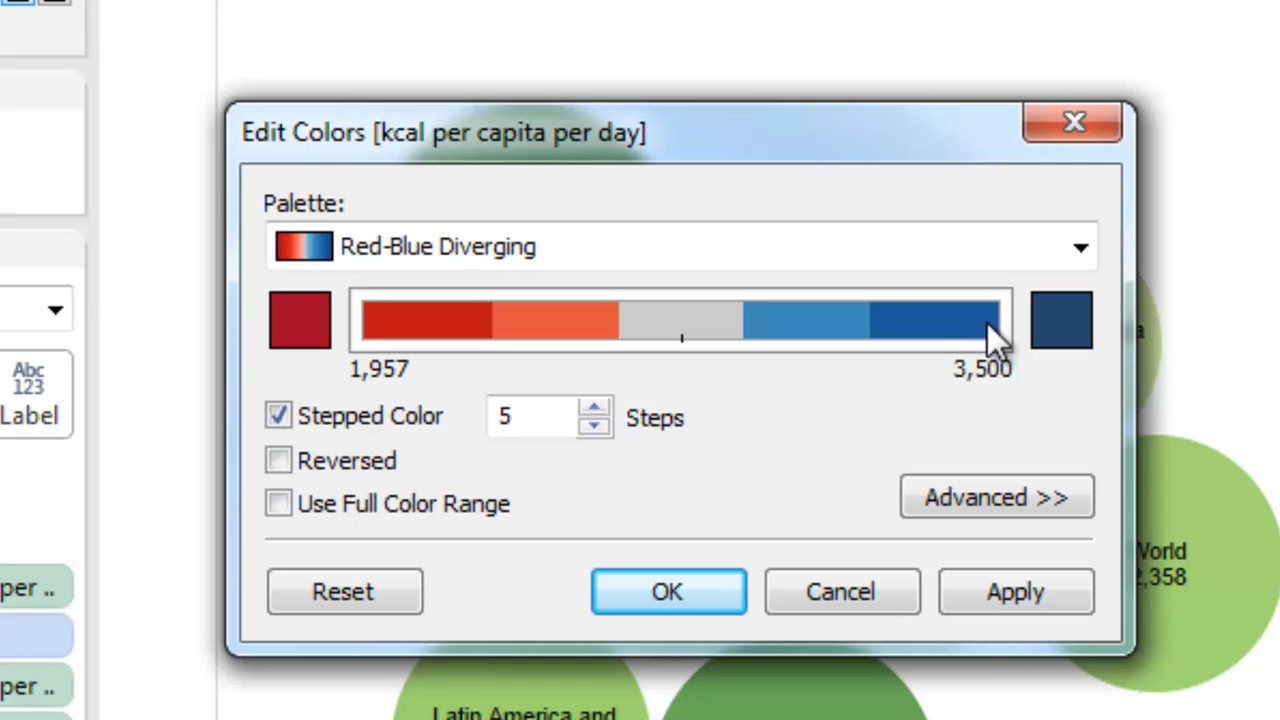 Edit Colors [kcal per capita per day]
Palette:
Red-Blue Diverging
1,957
3,500
Abc
123
Label
Stepped Color
5
Steps
Reversed
Use Full Color Range
Advanced >>
World
2,358
Reset
OK
Cancel
Apply
per ..
per ..
Latin America and